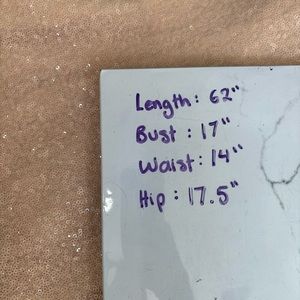 Length: 62"
Bust: 17"
Waist: 14"
Hip: 17.5"